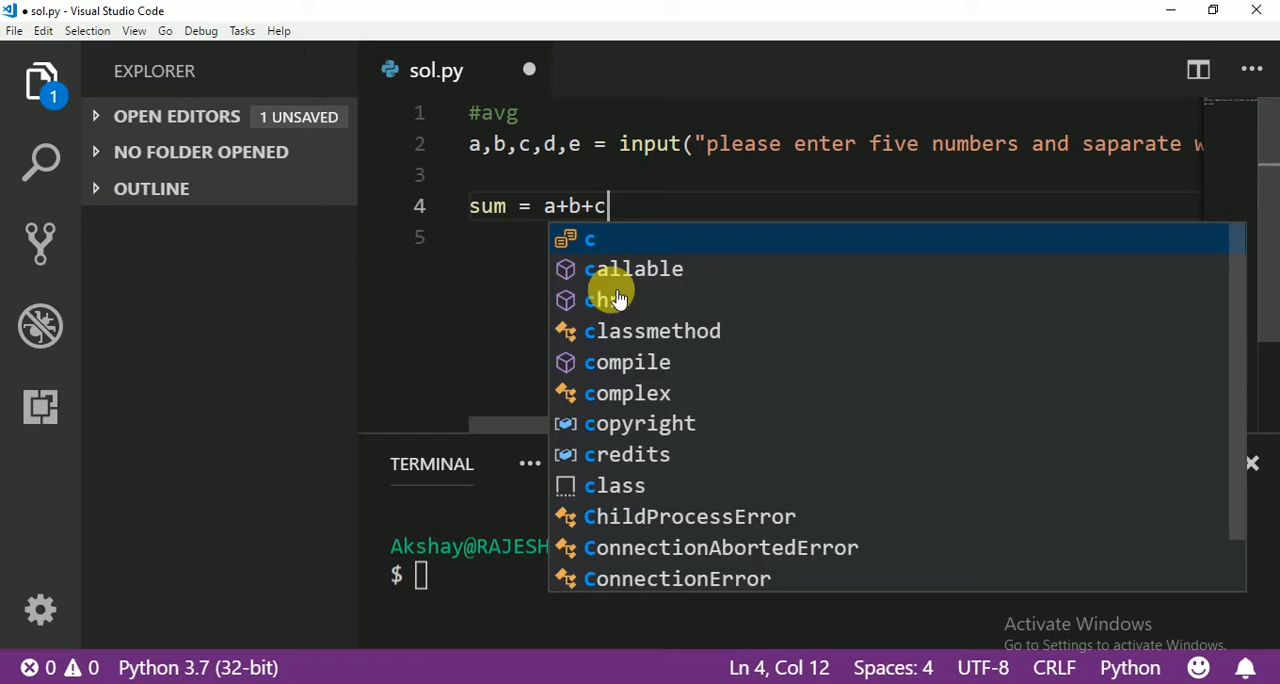 ● sol.py - Visual Studio Code
File Edit Selection View Go Debug Tasks Help
EXPLORER
sol.py
1
OPEN EDITORS 1 UNSAVED
NO FOLDER OPENED
OUTLINE
1 #avg
2 a,b,c,d,e = input("please enter five numbers and saparate w
3
4 sum = a+b+c
5
c
callable
chr
classmethod
compile
complex
copyright
credits
class
ChildProcessError
ConnectionAbortedError
ConnectionError
TERMINAL
Akshay@RAJESH
$
Activate Windows
Go to Settings to activate Windows.
0 0 Python 3.7 (32-bit) Ln 4, Col 12 Spaces: 4 UTF-8 CRLF Python